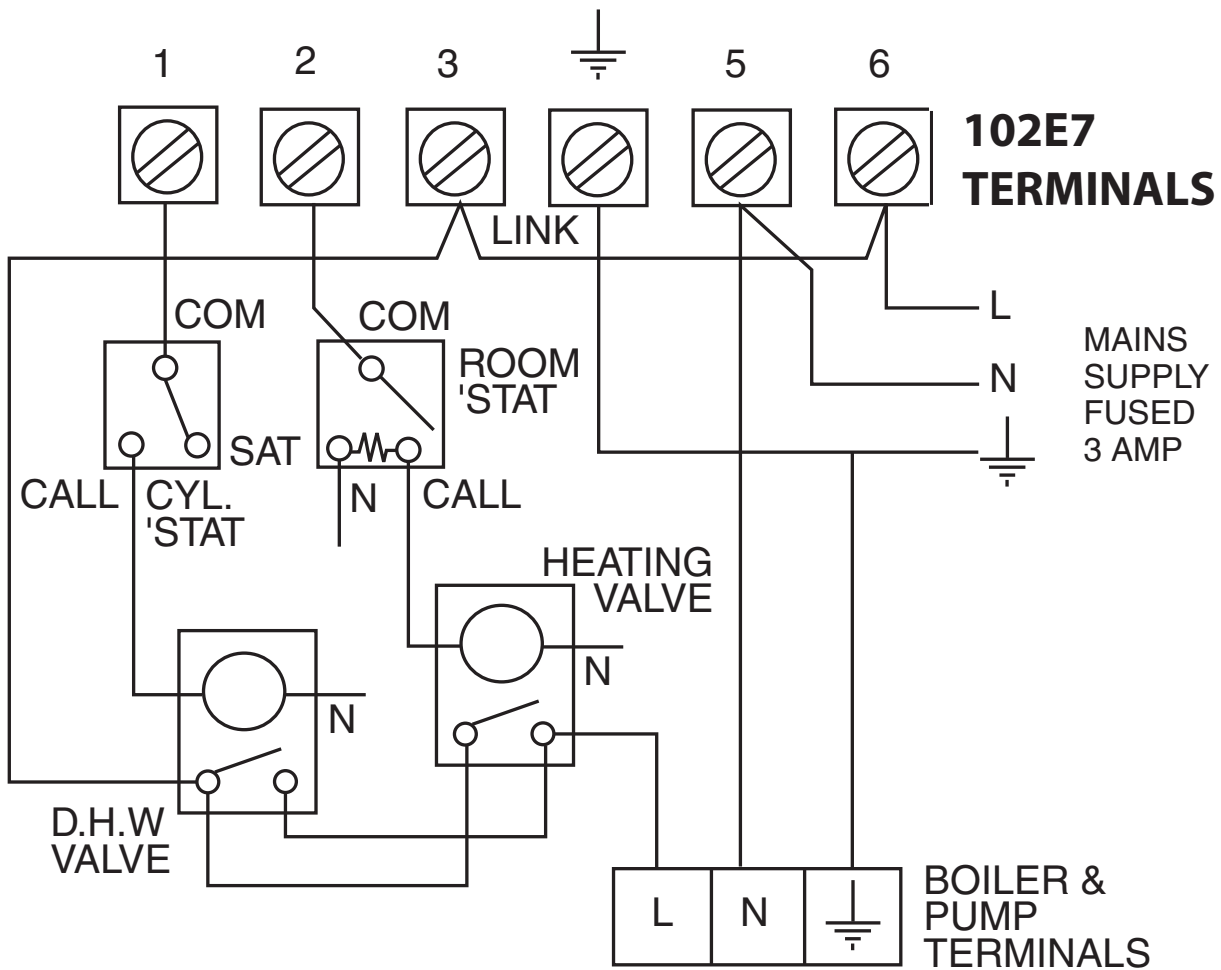 1
2
3
5
6
102E7
TERMINALS
LINK
COM
COM
L
ROOM
'STAT
N
MAINS
SUPPLY
FUSED
3 AMP
SAT
CALL
CYL.
'STAT
N
CALL
HEATING
VALVE
N
N
D.H.W
VALVE
L
N
BOILER &
PUMP
TERMINALS